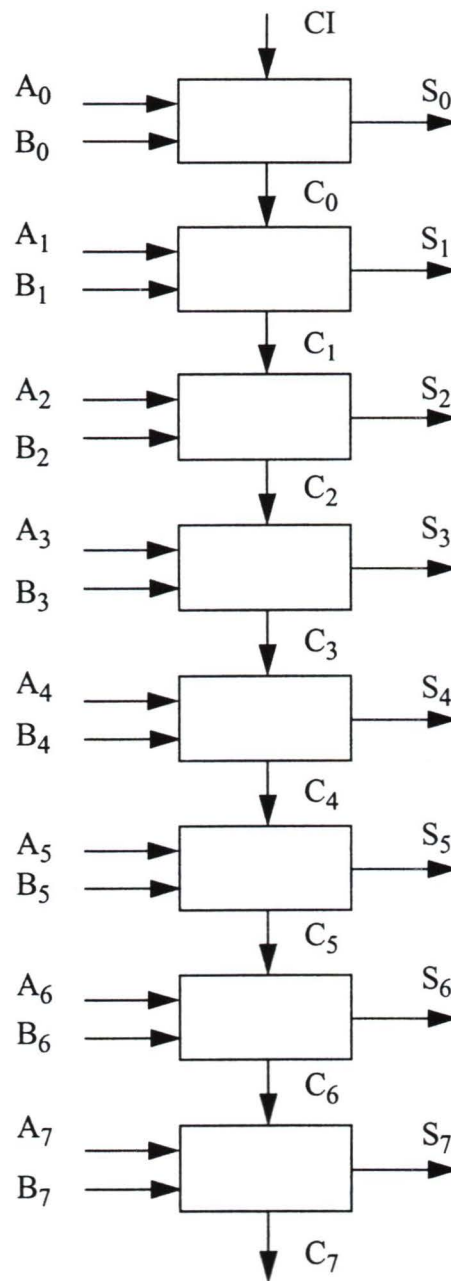 CI
A₀
S₀
B₀
C₀
A₁
S₁
B₁
C₁
A₂
S₂
B₂
C₂
A₃
S₃
B₃
C₃
A₄
S₄
B₄
C₄
A₅
S₅
B₅
C₅
A₆
S₆
B₆
C₆
A₇
S₇
B₇
C₇